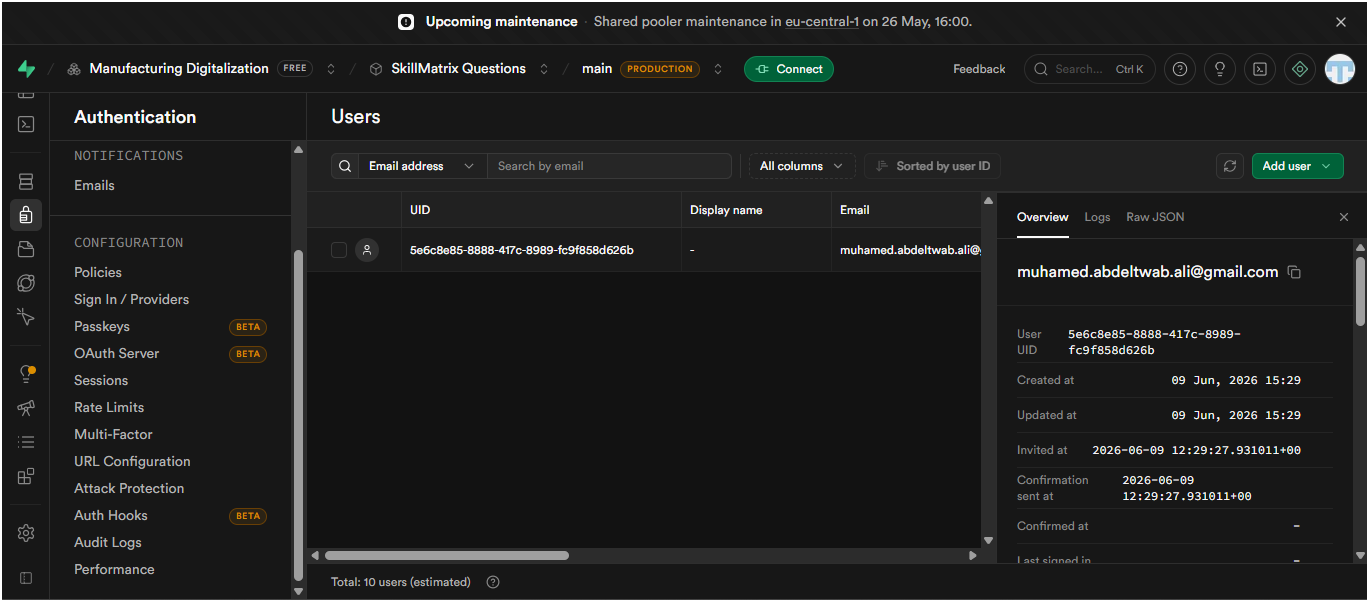 Upcoming maintenance · Shared pooler maintenance in eu-central-1 on 26 May, 16:00.
Manufacturing Digitalization FREE / SkillMatrix Questions / main PRODUCTION Connect Feedback Search... Ctrl K
Authentication
NOTIFICATIONS
Emails
CONFIGURATION
Policies
Sign In / Providers
Passkeys BETA
OAuth Server BETA
Sessions
Rate Limits
Multi-Factor
URL Configuration
Attack Protection
Auth Hooks BETA
Audit Logs
Performance
Users
Email address Search by email All columns Sorted by user ID Add user
UID Display name Email
5e6c8e85-8888-417c-8989-fc9f858d626b - muhamed.abdeltwab.ali@
Total: 10 users (estimated)
Overview Logs Raw JSON
muhamed.abdeltwab.ali@gmail.com
User UID 5e6c8e85-8888-417c-8989-
fc9f858d626b
Created at 09 Jun, 2026 15:29
Updated at 09 Jun, 2026 15:29
Invited at 2026-06-09 12:29:27.931011+00
Confirmation sent at 2026-06-09
12:29:27.931011+00
Confirmed at -
Last signed in -